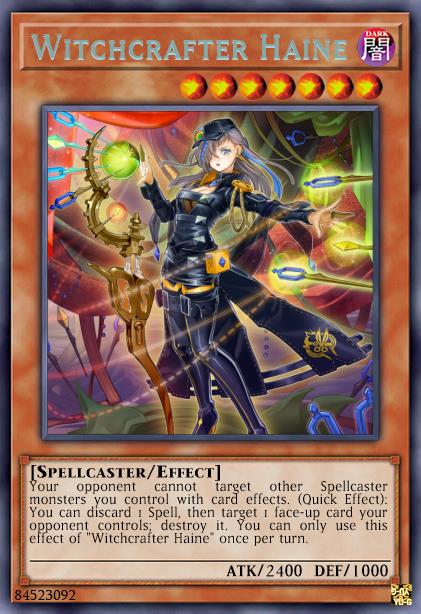 WITCHCRAFTER HAINE
DARK
闇
[SPELLCASTER/EFFECT]
Your opponent cannot target other Spellcaster
monsters you control with card effects. (Quick Effect):
You can discard 1 Spell, then target 1 face-up card your
opponent controls; destroy it. You can only use this
effect of "Witchcrafter Haine" once per turn.
ATK/2400 DEF/1000
84523092